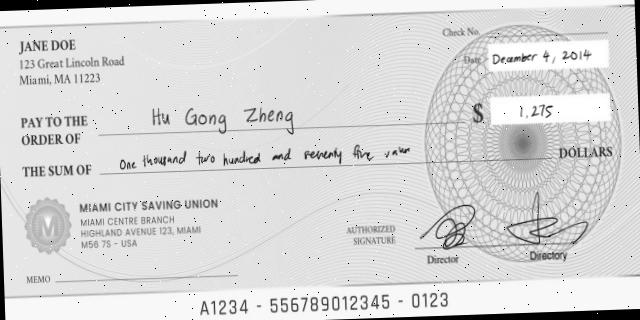 JANE DOE
123 Great Lincoln Road
Miami, MA 11223
Check No.
Date December 4, 2014
PAY TO THE
ORDER OF Hu Gong Zheng
$ 1,275
THE SUM OF One thousand two hundred and seventy five DOLLARS
MIAMI CITY SAVING UNION
MIAMI CENTRE BRANCH
HIGHLAND AVENUE 123, MIAMI
M56 7S - USA
AUTHORIZED
SIGNATURE
Director
Directory
MEMO
A1234 - 556789012345 - 0123